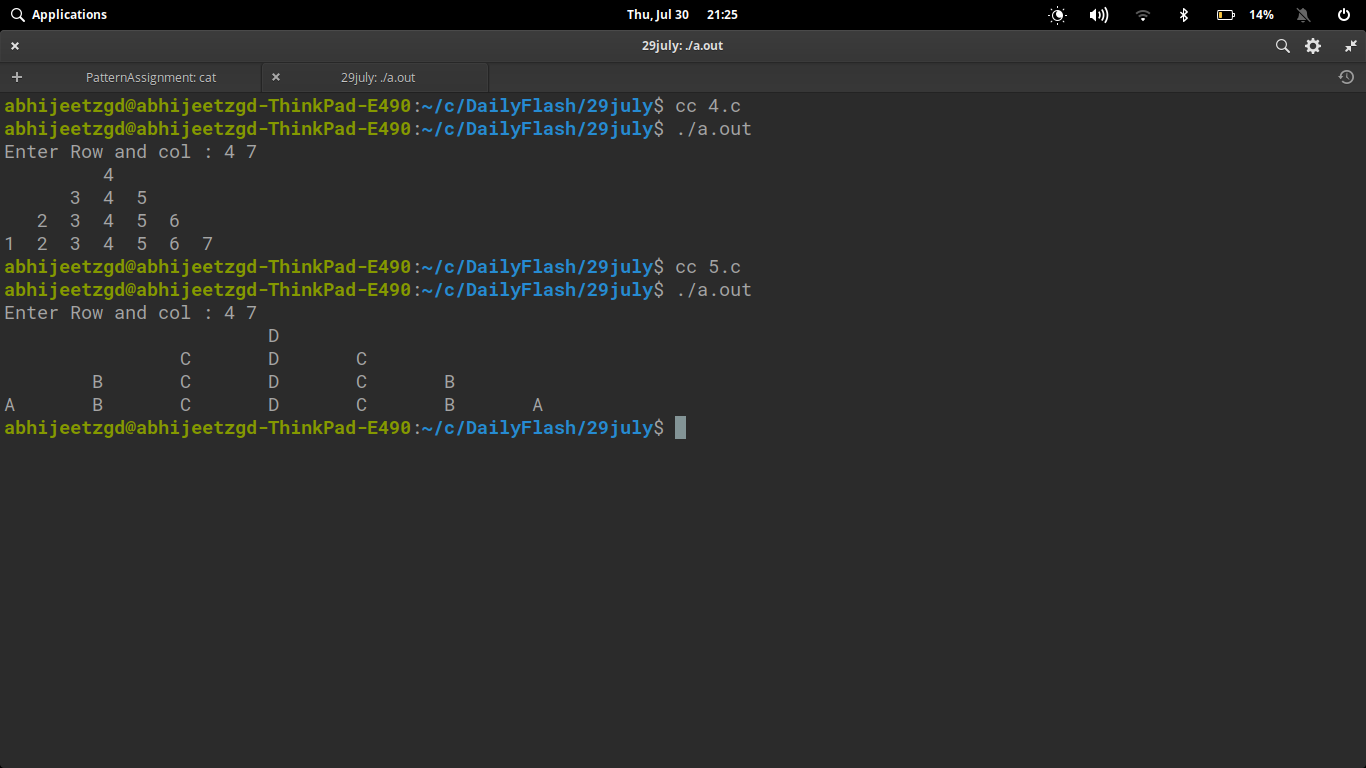 Applications Thu, Jul 30 21:25 14%
29july: ./a.out
PatternAssignment: cat 29july: ./a.out
abhijeetzgd@abhijeetzgd-ThinkPad-E490:~/c/DailyFlash/29july$ cc 4.c
abhijeetzgd@abhijeetzgd-ThinkPad-E490:~/c/DailyFlash/29july$ ./a.out
Enter Row and col : 4 7
         4
      3  4  5
   2  3  4  5  6
1  2  3  4  5  6  7
abhijeetzgd@abhijeetzgd-ThinkPad-E490:~/c/DailyFlash/29july$ cc 5.c
abhijeetzgd@abhijeetzgd-ThinkPad-E490:~/c/DailyFlash/29july$ ./a.out
Enter Row and col : 4 7
                        D
                C       D       C
        B       C       D       C       B
A       B       C       D       C       B       A
abhijeetzgd@abhijeetzgd-ThinkPad-E490:~/c/DailyFlash/29july$